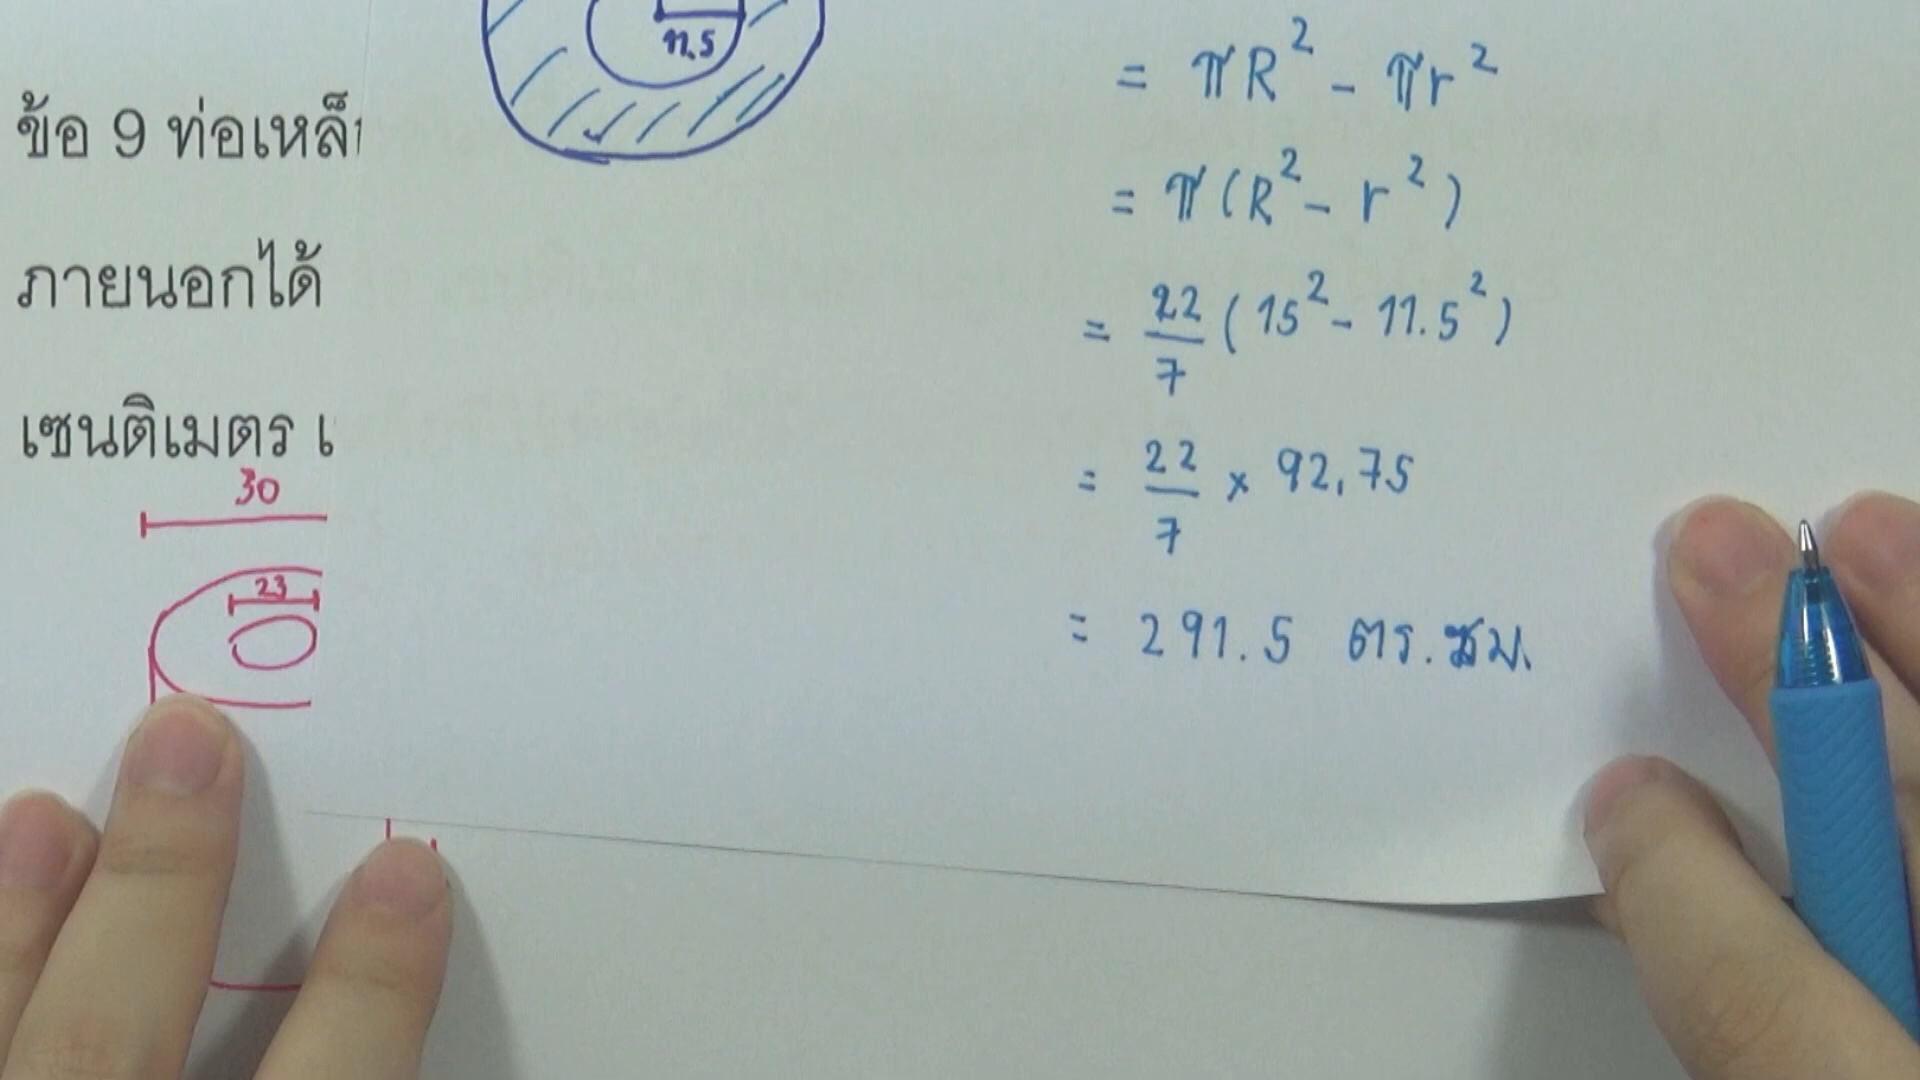 11.5
= πR² - πr²
ข้อ 9 ท่อเหล็
= π(R² - r²)
ภายนอกได้
= 22/7 (15² - 11.5²)
เซนติเมตร เ
= 22/7 × 92.75
30
23
= 291.5 ตร.ซม.